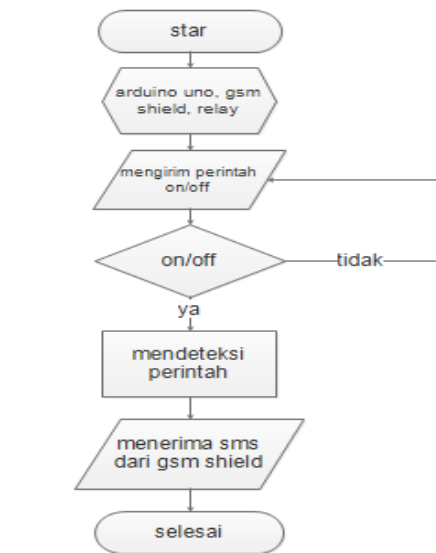 star
arduino uno, gsm
shield, relay
mengirim perintah
on/off
on/off
tidak
ya
mendeteksi
perintah
menerima sms
dari gsm shield
selesai